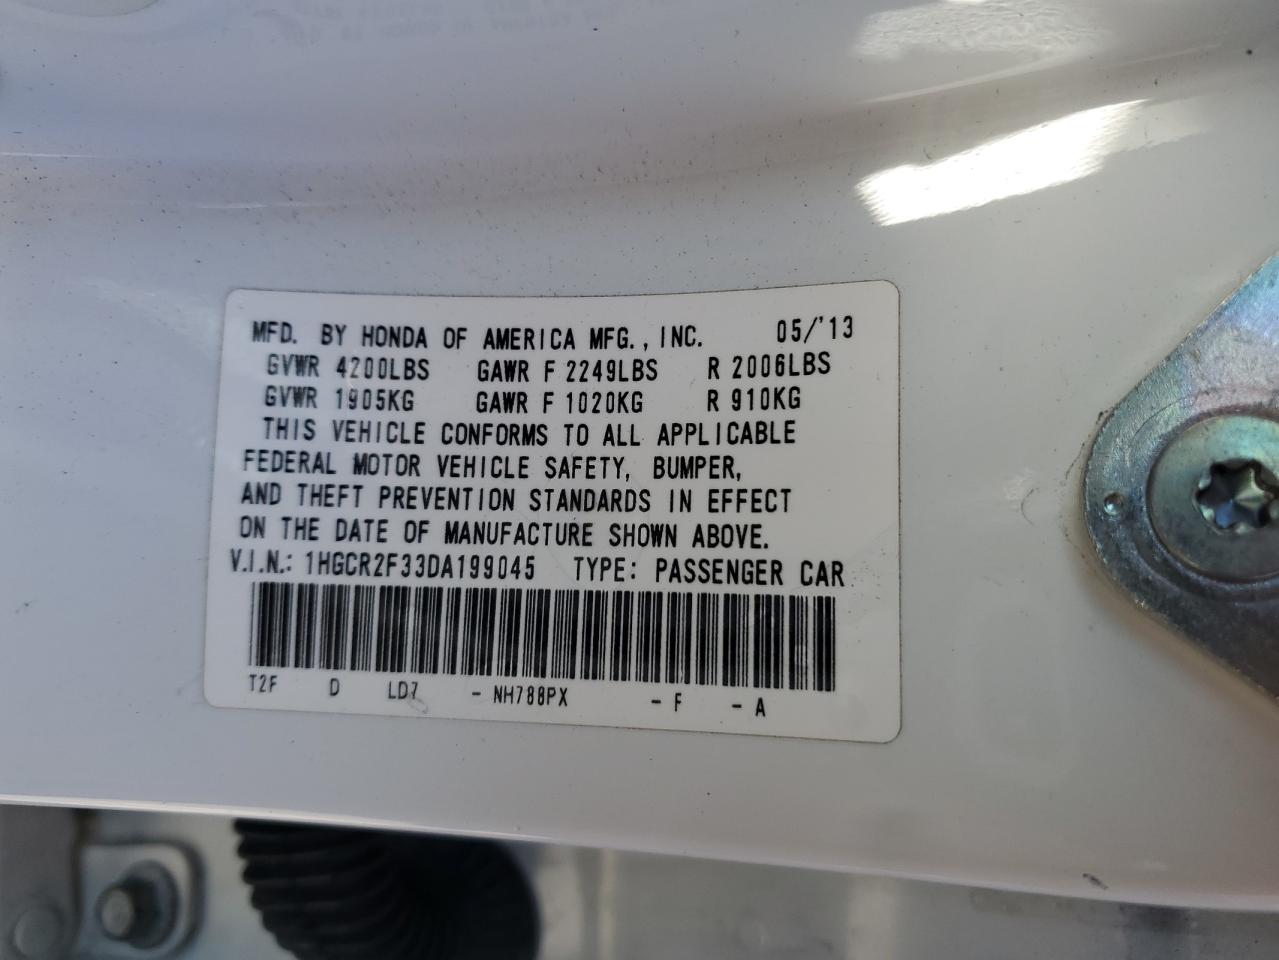 MFD. BY HONDA OF AMERICA MFG., INC. 05/'13
GVWR 4200LBS GAWR F 2249LBS R 2006LBS
GVWR 1905KG GAWR F 1020KG R 910KG
THIS VEHICLE CONFORMS TO ALL APPLICABLE
FEDERAL MOTOR VEHICLE SAFETY, BUMPER,
AND THEFT PREVENTION STANDARDS IN EFFECT
ON THE DATE OF MANUFACTURE SHOWN ABOVE.
V.I.N.: 1HGCR2F33DA199045 TYPE: PASSENGER CAR
T2F D LD7 - NH788PX - F - A